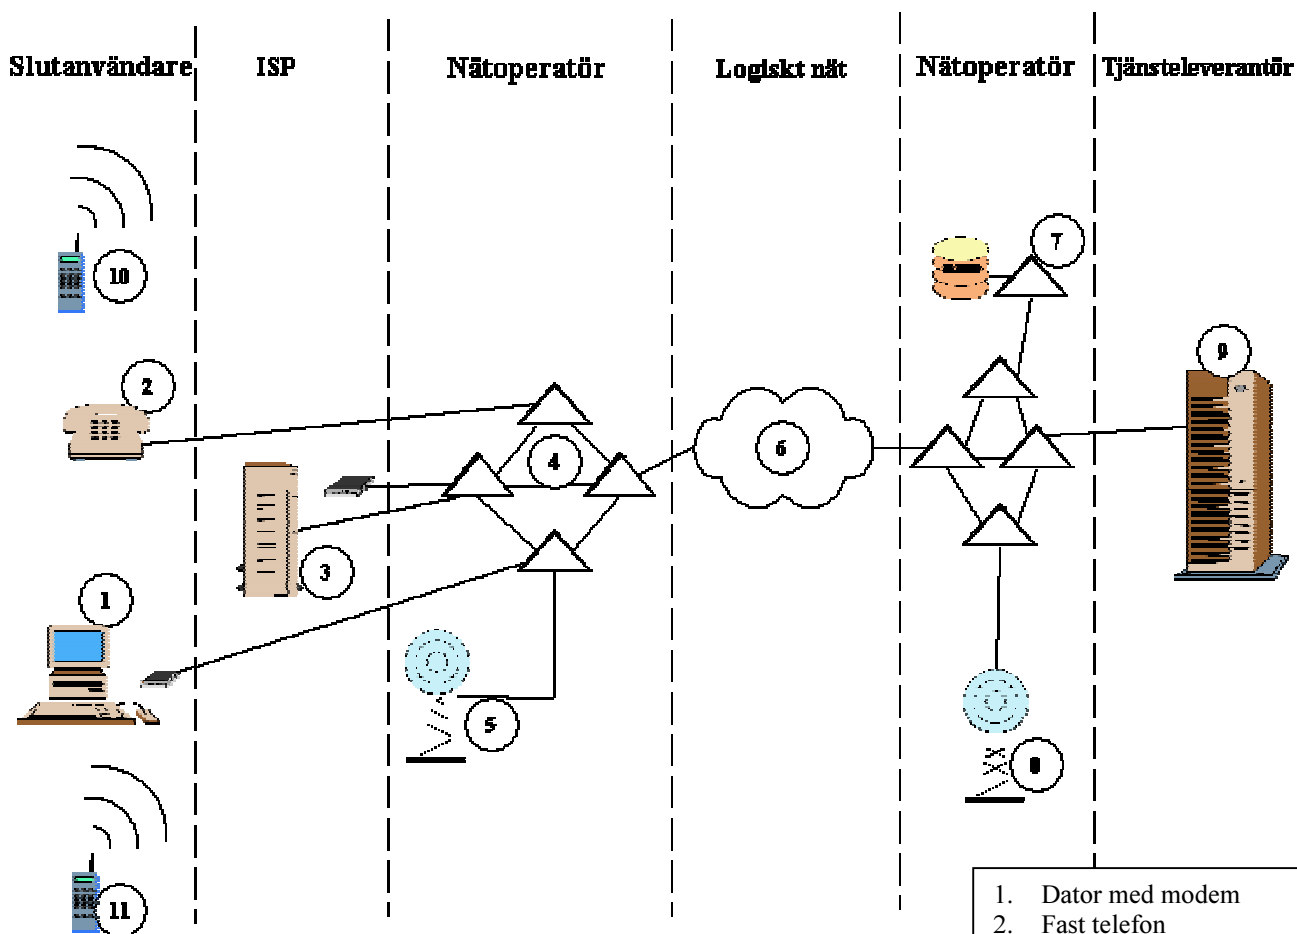 Slutanvändare
ISP
Nätoperatör
Logiskt nät
Nätoperatör
Tjänsteleverantör
10
7
2
9
4
6
3
1
5
8
11
1. Dator med modem
2. Fast telefon